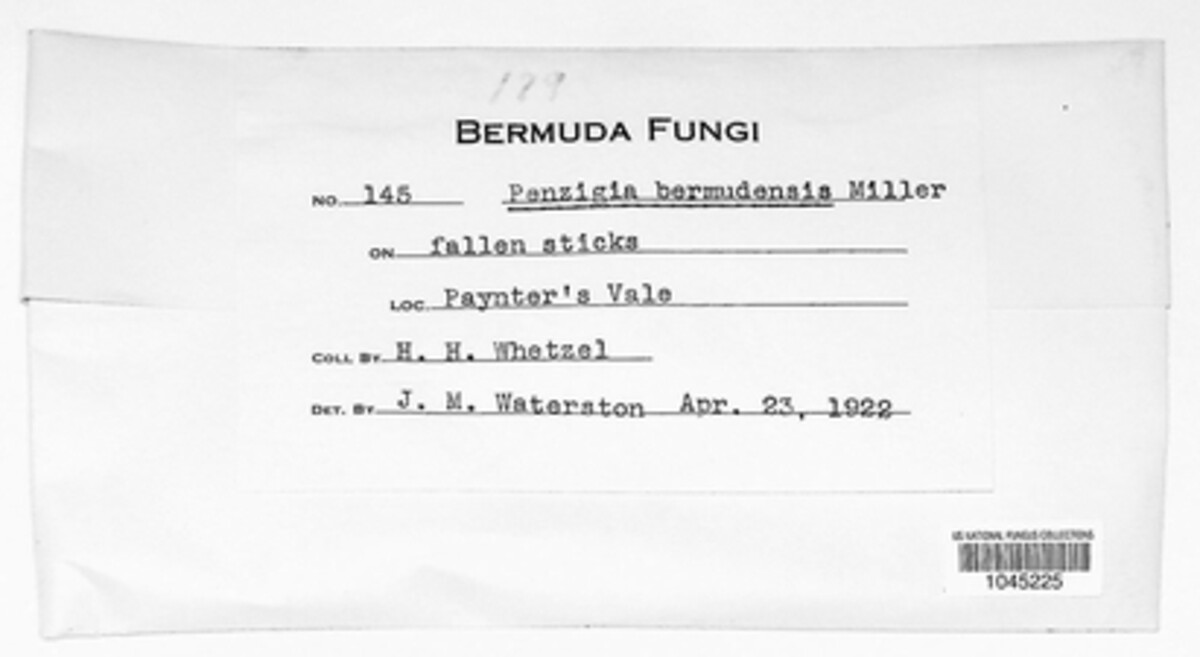 189
BERMUDA FUNGI
NO. 145 Penzigia bermudensis Miller
ON fallen sticks
LOC. Paynter's Vale
COLL. BY H. H. Whetzel
DET. BY J. M. Waterston Apr. 23, 1922
US NATIONAL FUNGUS COLLECTIONS
1045225